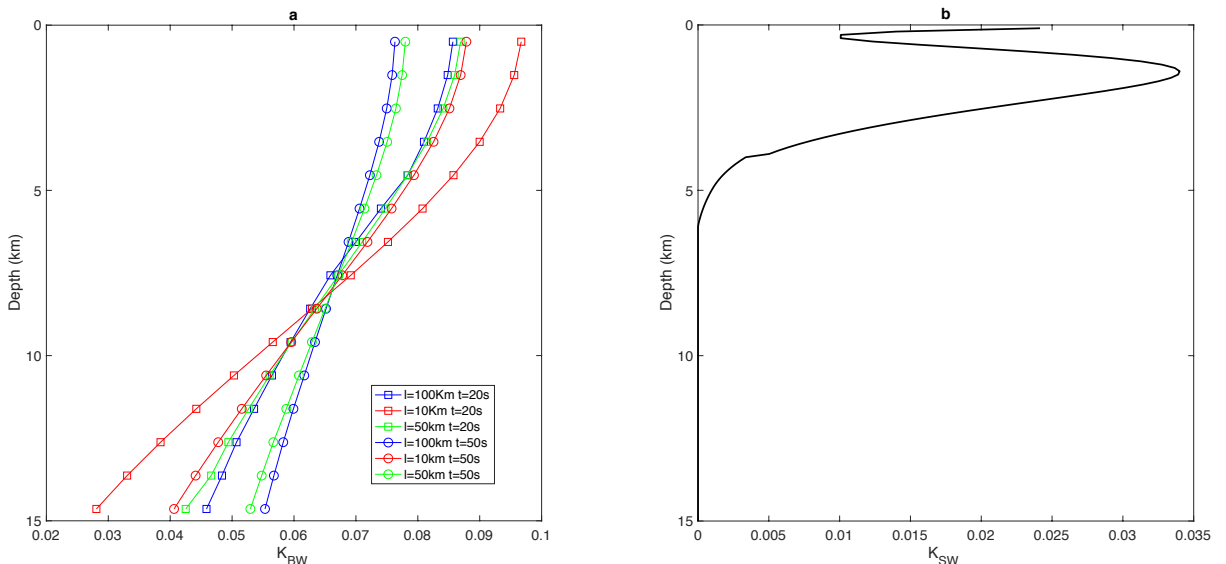 a
0
5
10
15
Depth (km)
0.02 0.03 0.04 0.05 0.06 0.07 0.08 0.09 0.1
K_BW
l=100Km t=20s
l=10Km t=20s
l=50km t=20s
l=100km t=50s
l=10km t=50s
l=50km t=50s
b
0
5
10
15
Depth (km)
0 0.005 0.01 0.015 0.02 0.025 0.03 0.035
K_SW